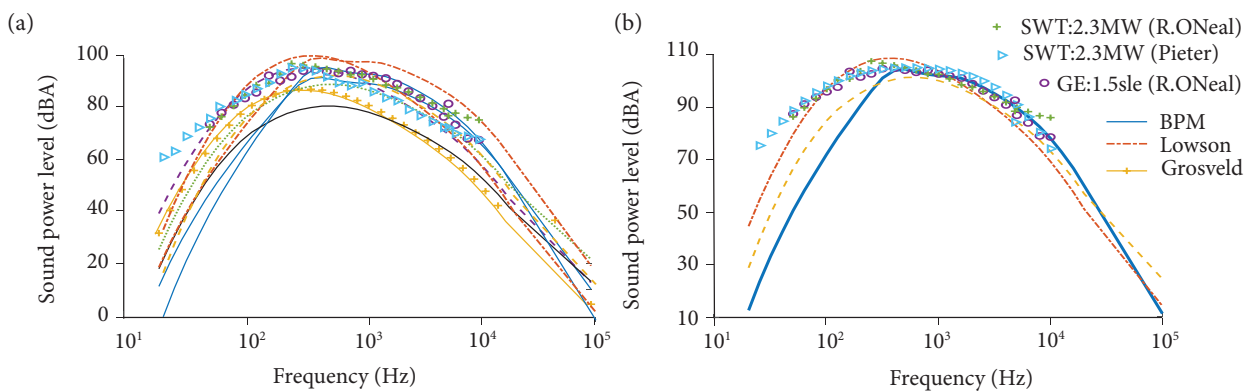 (a)
100
80
60
40
20
0
Sound power level (dBA)
10¹ 10² 10³ 10⁴ 10⁵
Frequency (Hz)
(b)
110
90
70
50
30
10
Sound power level (dBA)
10¹ 10² 10³ 10⁴ 10⁵
Frequency (Hz)
SWT:2.3MW (R.ONeal)
SWT:2.3MW (Pieter)
GE:1.5sle (R.ONeal)
BPM
Lowson
Grosveld